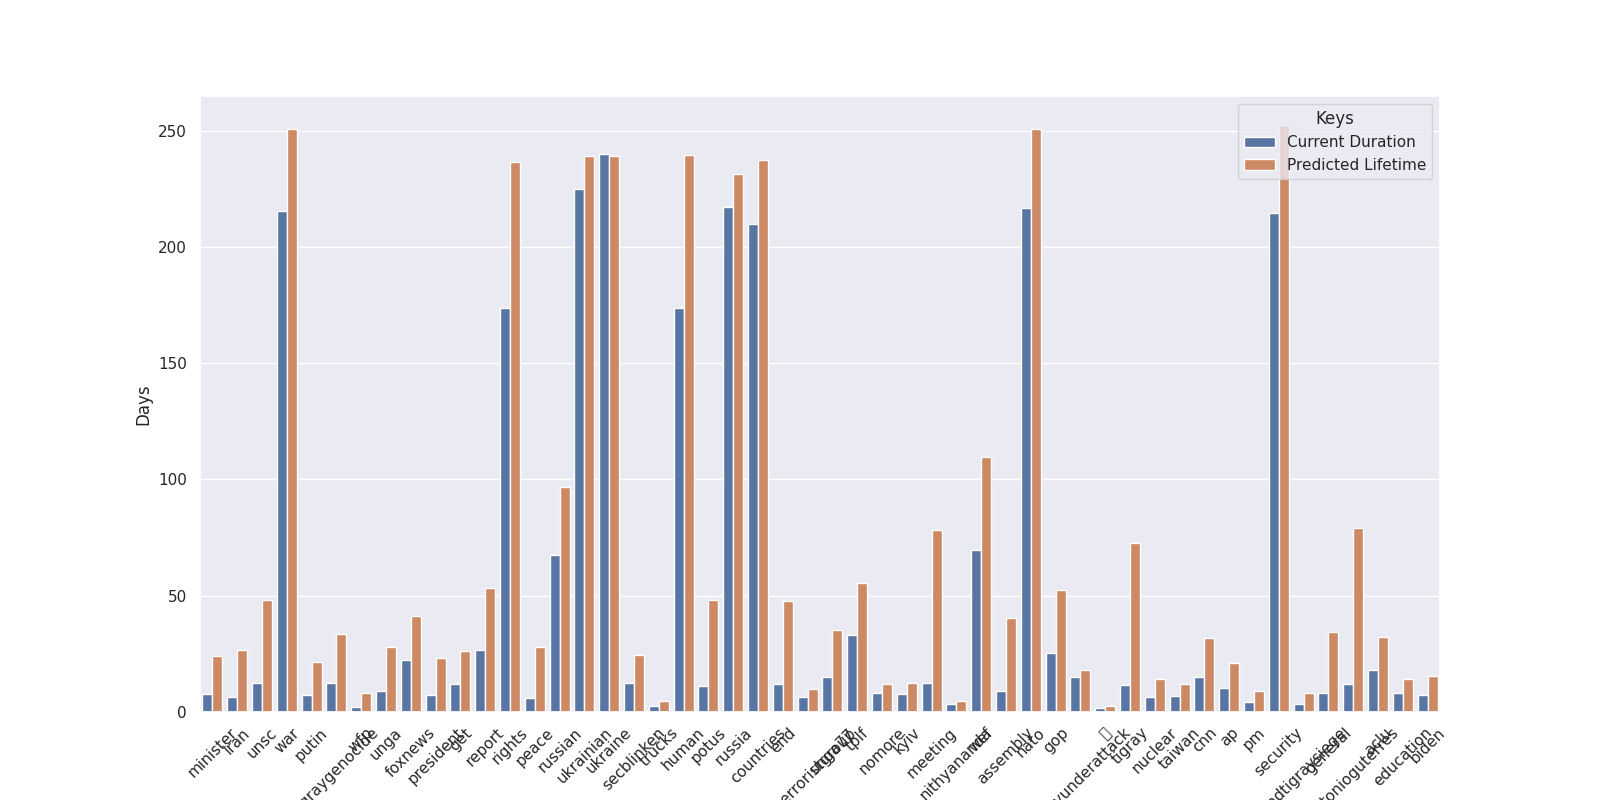 Keys
Current Duration
Predicted Lifetime
Days
250
200
150
100
50
0
minister
iran
unsc
war
putin
wfp
unga
foxnews
president
get
report
rights
peace
russian
ukrainian
ukraine
secblinken
trucks
human
potus
russia
countries
end
tplf
nomore
kyiv
meeting
assembly
nato
gop
tigray
nuclear
taiwan
cnn
ap
pm
security
general
education
biden